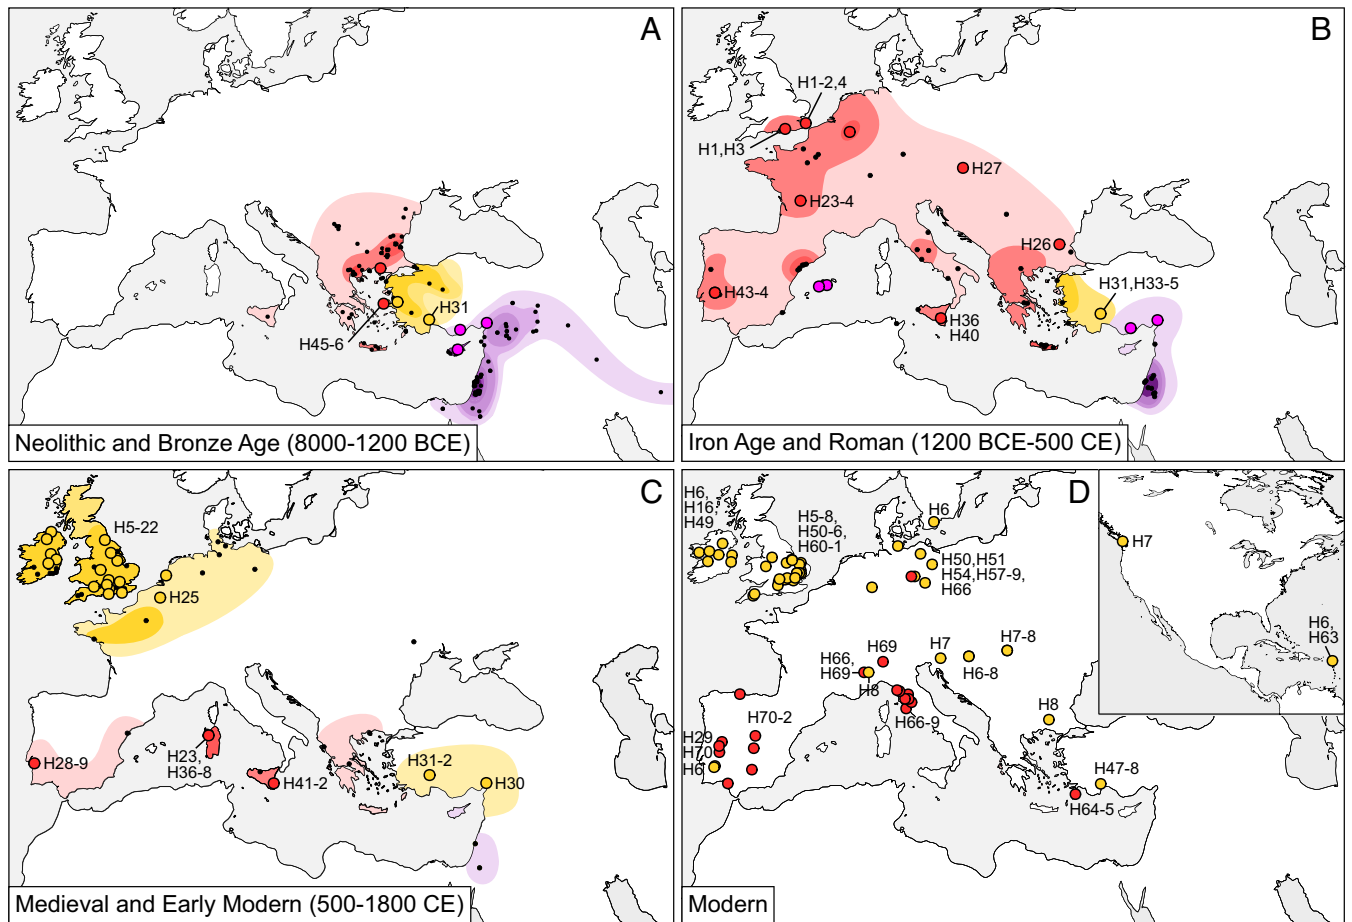 A
H31
H45-6
Neolithic and Bronze Age (8000-1200 BCE)
B
H1-2,4
H1,H3
H27
H23-4
H26
H43-4
H31,H33-5
H36
H40
Iron Age and Roman (1200 BCE-500 CE)
C
H5-22
H25
H28-9
H23,
H36-8
H41-2
H31-2
H30
Medieval and Early Modern (500-1800 CE)
D
H6,
H16,
H49
H5-8,
H50-6,
H60-1
H6
H50,H51
H54,H57-9,
H66
H7
H6,
H63
H69
H66,
H69
H8
H7
H7-8
H6-8
H66-9
H70-2
H29
H70
H6
H8
H47-8
H64-5
Modern